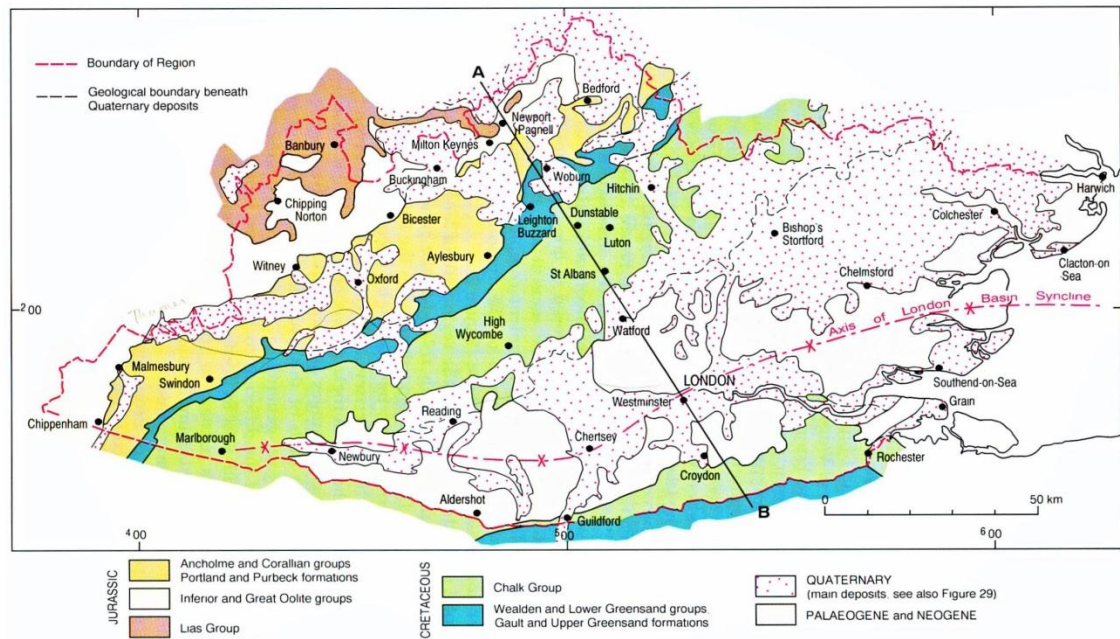 Boundary of Region
Geological boundary beneath
Quaternary deposits
A
Bedford
Newport
Pagnell
Banbury
Milton Keynes
Buckingham
Woburn
Hitchin
Harwich
Chipping
Norton
Bicester
Leighton
Buzzard
Dunstable
Luton
Bishop's
Stortford
Colchester
Clacton-on
Sea
Witney
Aylesbury
Oxford
St Albans
Chelmsford
200
High
Wycombe
Watford
Axis of London Basin Syncline
Malmesbury
Swindon
LONDON
Southend-on-Sea
Westminster
Grain
Chippenham
Reading
Marlborough
Chertsey
Newbury
Croydon
Rochester
Aldershot
Guildford
B
0 50 km
400 500 600
JURASSIC
Ancholme and Corallian groups
Portland and Purbeck formations
Inferior and Great Oolite groups
Lias Group
CRETACEOUS
Chalk Group
Wealden and Lower Greensand groups
Gault and Upper Greensand formations
QUATERNARY
(main deposits, see also Figure 29)
PALAEOGENE and NEOGENE